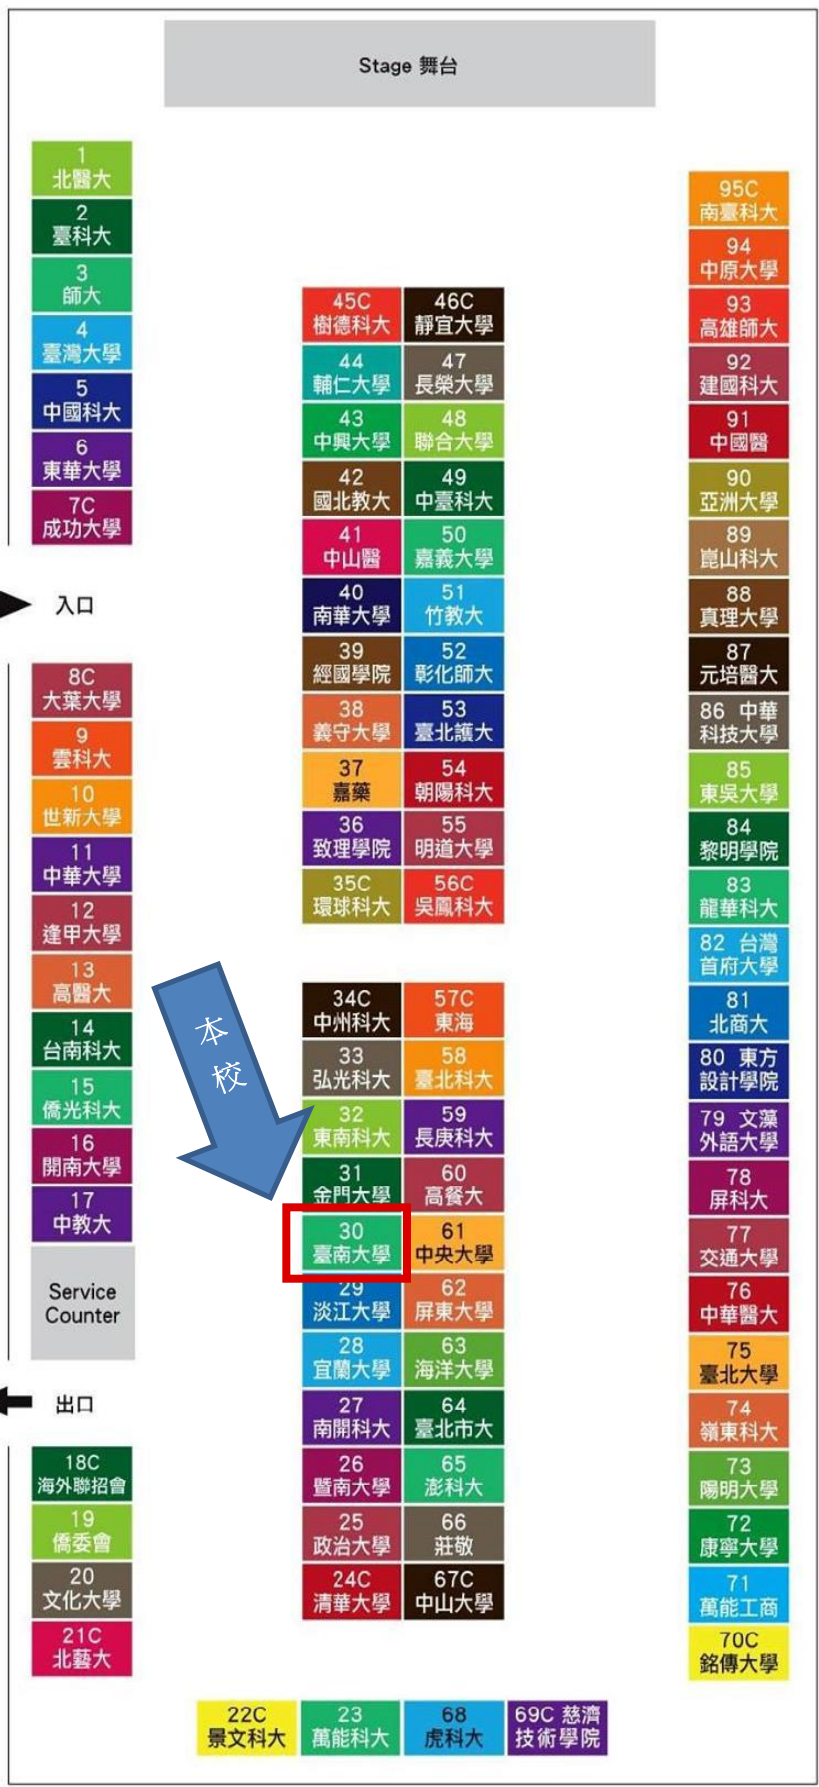 Stage 舞台
1
北醫大
2
臺科大
3
師大
4
臺灣大學
5
中國科大
6
東華大學
7C
成功大學
入口
8C
大葉大學
9
雲科大
10
世新大學
11
中華大學
12
逢甲大學
13
高醫大
14
台南科大
15
僑光科大
16
開南大學
17
中教大
Service
Counter
出口
18C
海外聯招會
19
僑委會
20
文化大學
21C
北藝大
45C
樹德科大
44
輔仁大學
43
中興大學
42
國北教大
41
中山醫
40
南華大學
39
經國學院
38
義守大學
37
嘉藥
36
致理學院
35C
環球科大
46C
靜宜大學
47
長榮大學
48
聯合大學
49
中臺科大
50
嘉義大學
51
竹教大
52
彰化師大
53
臺北護大
54
朝陽科大
55
明道大學
56C
吳鳳科大
本校
34C
中州科大
33
弘光科大
32
東南科大
31
金門大學
30
臺南大學
29
淡江大學
28
宜蘭大學
27
南開科大
26
暨南大學
25
政治大學
24C
清華大學
57C
東海
58
臺北科大
59
長庚科大
60
高餐大
61
中央大學
62
屏東大學
63
海洋大學
64
臺北市大
65
澎科大
66
莊敬
67C
中山大學
95C
南臺科大
94
中原大學
93
高雄師大
92
建國科大
91
中國醫
90
亞洲大學
89
崑山科大
88
真理大學
87
元培醫大
86 中華
科技大學
85
東吳大學
84
黎明學院
83
龍華科大
82 台灣
首府大學
81
北商大
80 東方
設計學院
79 文藻
外語大學
78
屏科大
77
交通大學
76
中華醫大
75
臺北大學
74
嶺東科大
73
陽明大學
72
康寧大學
71
萬能工商
70C
銘傳大學
22C
景文科大
23
萬能科大
68
虎科大
69C 慈濟
技術學院